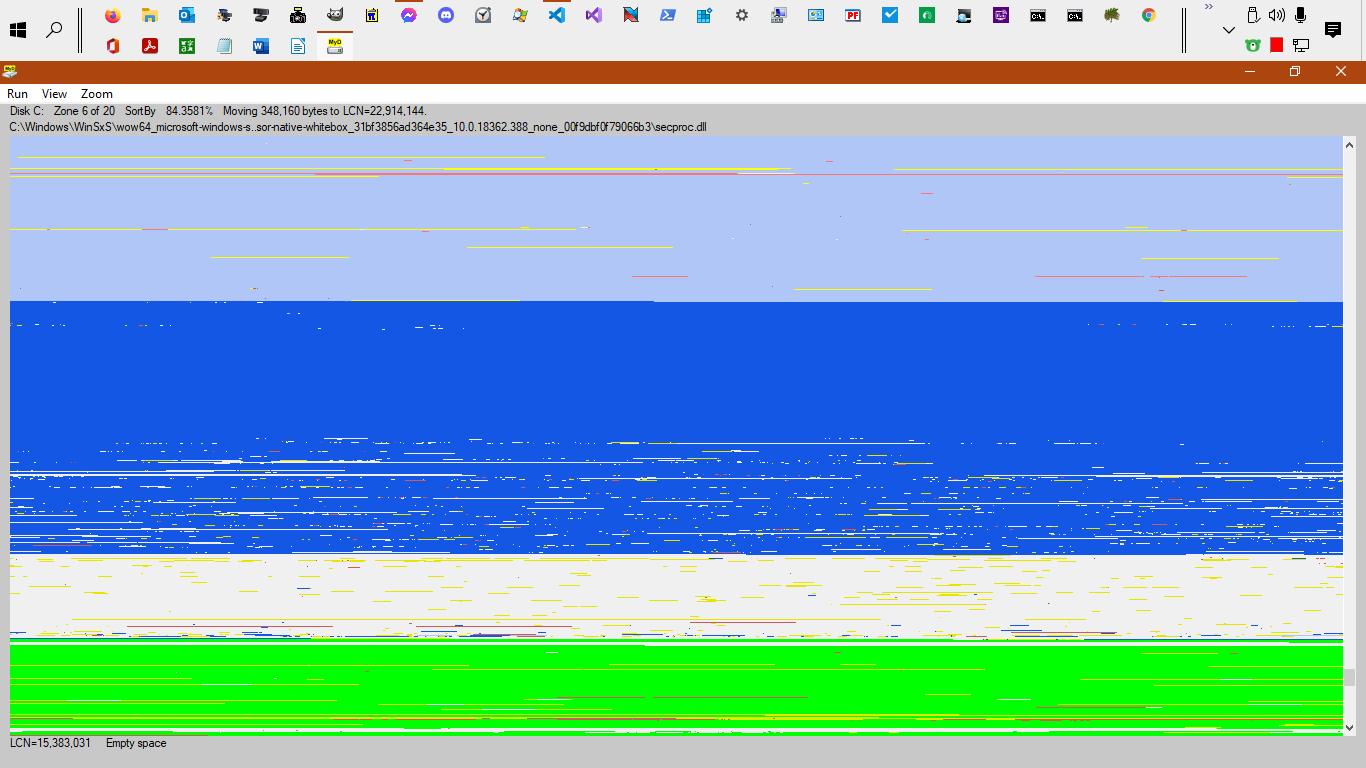 PF
C:\_
C:\_
MyD
Run View Zoom
Disk C: Zone 6 of 20 SortBy 84.3581% Moving 348,160 bytes to LCN=22,914,144.
C:\Windows\WinSxS\wow64_microsoft-windows-s..sor-native-whitebox_31bf3856ad364e35_10.0.18362.388_none_00f9dbf0f79066b3\secproc.dll
LCN=15,383,031 Empty space